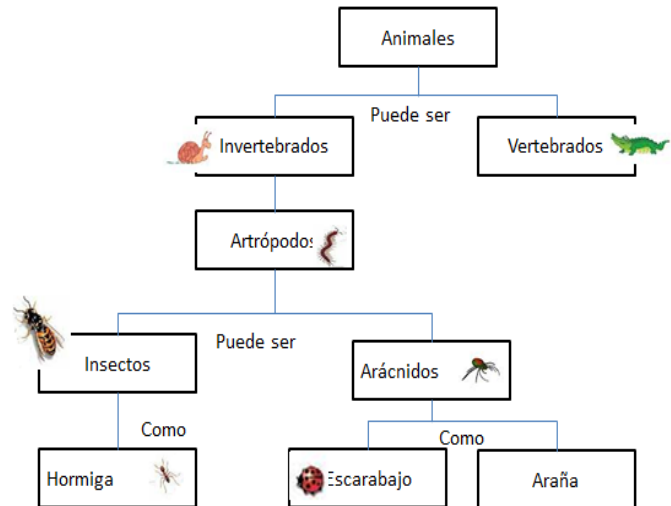 Animales
Puede ser
Invertebrados
Vertebrados
Artrópodos
Puede ser
Insectos
Arácnidos
Como
Como
Hormiga
Escarabajo
Araña